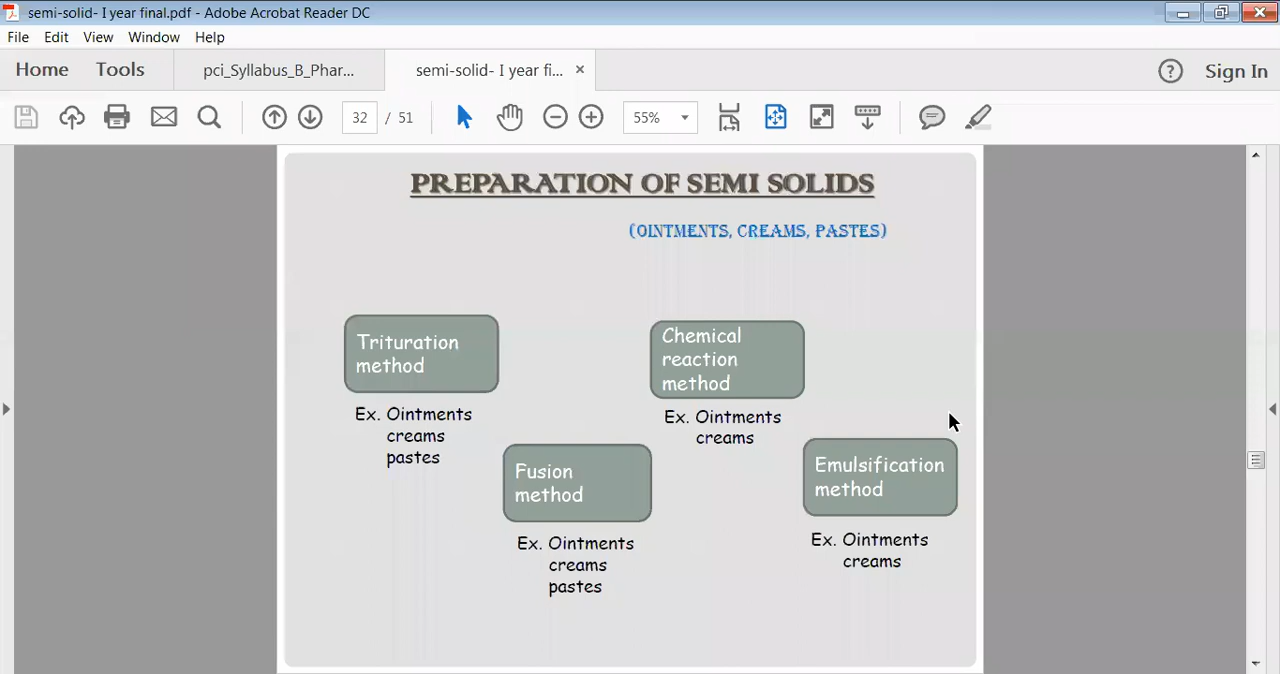 semi-solid- I year final.pdf - Adobe Acrobat Reader DC
File Edit View Window Help
Home Tools pci_Syllabus_B_Phar... semi-solid- I year fi... × ? Sign In
32 / 51 55%
PREPARATION OF SEMI SOLIDS
(OINTMENTS, CREAMS, PASTES)
Trituration
method
Ex. Ointments
creams
pastes
Fusion
method
Ex. Ointments
creams
pastes
Chemical
reaction
method
Ex. Ointments
creams
Emulsification
method
Ex. Ointments
creams